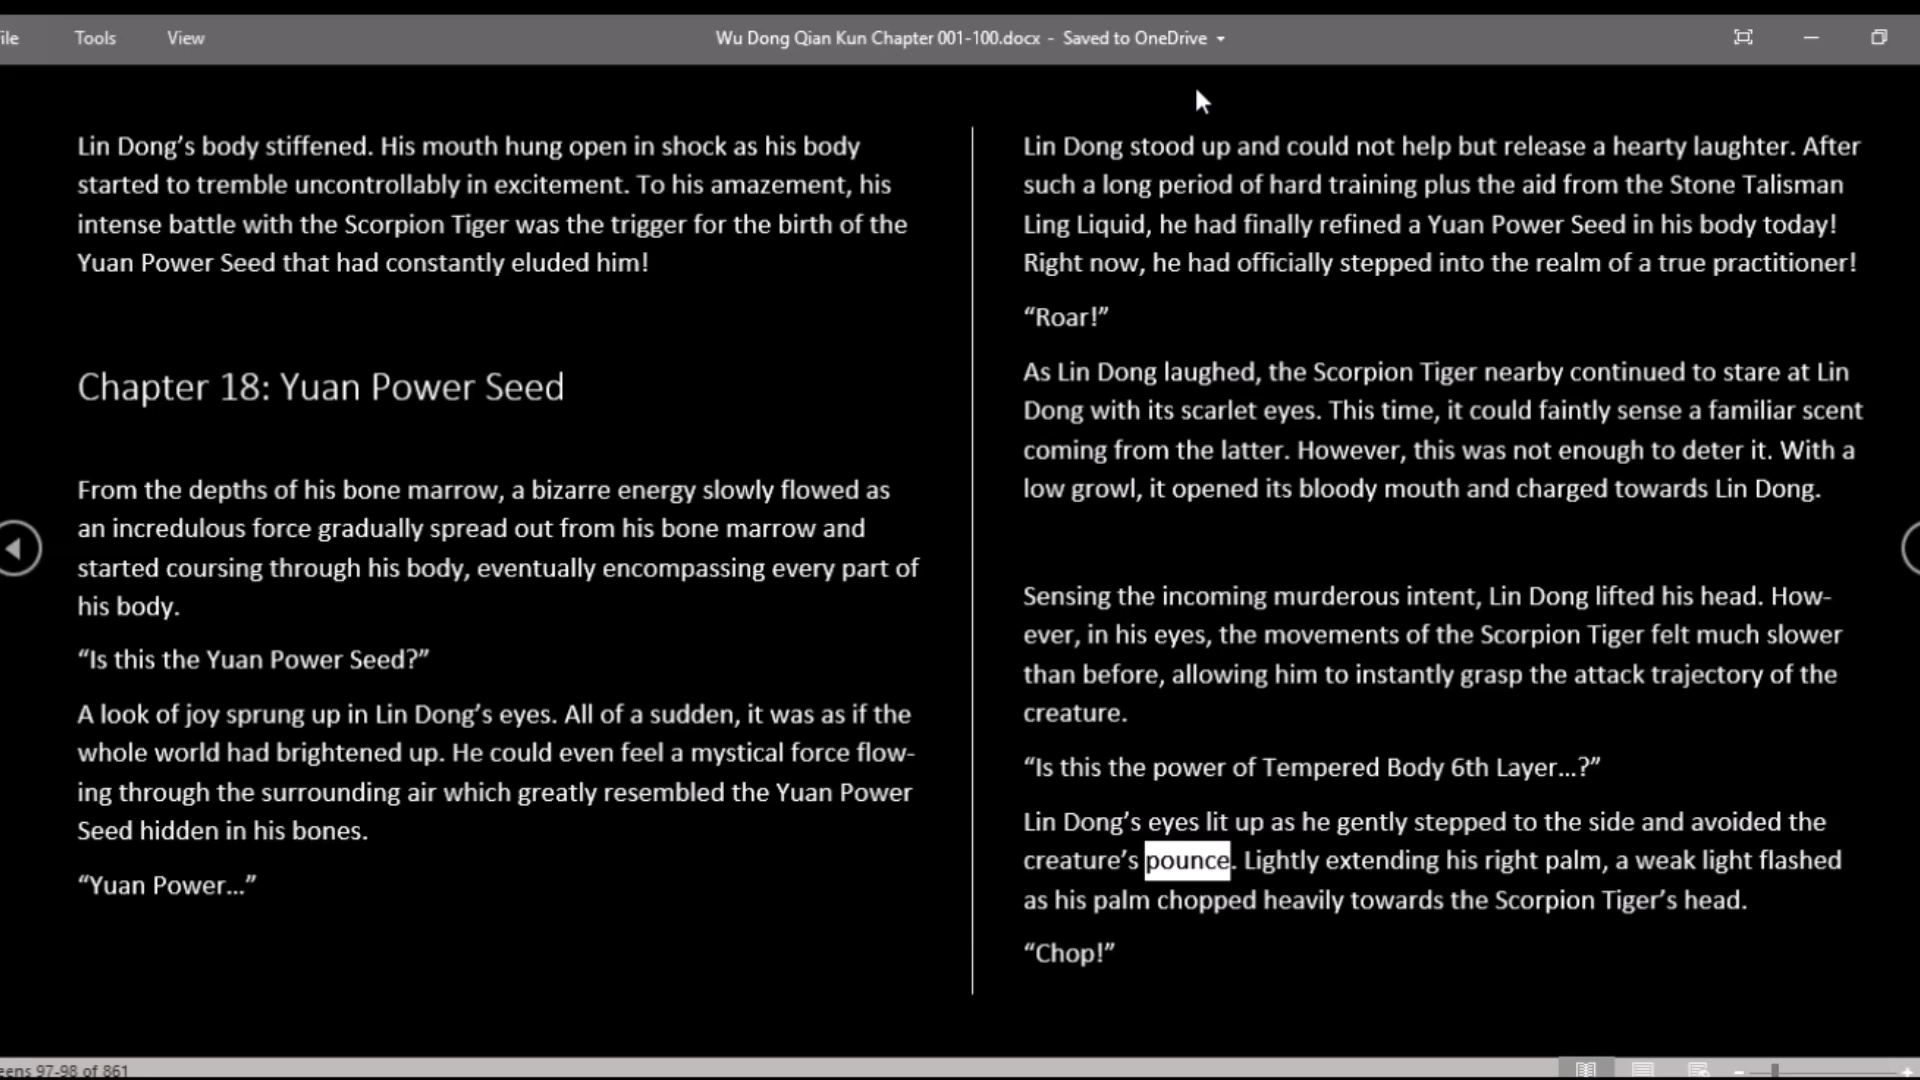 ile Tools View Wu Dong Qian Kun Chapter 001-100.docx - Saved to OneDrive
Lin Dong’s body stiffened. His mouth hung open in shock as his body
started to tremble uncontrollably in excitement. To his amazement, his
intense battle with the Scorpion Tiger was the trigger for the birth of the
Yuan Power Seed that had constantly eluded him!
Chapter 18: Yuan Power Seed
From the depths of his bone marrow, a bizarre energy slowly flowed as
an incredulous force gradually spread out from his bone marrow and
started coursing through his body, eventually encompassing every part of
his body.
“Is this the Yuan Power Seed?”
A look of joy sprung up in Lin Dong’s eyes. All of a sudden, it was as if the
whole world had brightened up. He could even feel a mystical force flow-
ing through the surrounding air which greatly resembled the Yuan Power
Seed hidden in his bones.
“Yuan Power...”
Lin Dong stood up and could not help but release a hearty laughter. After
such a long period of hard training plus the aid from the Stone Talisman
Ling Liquid, he had finally refined a Yuan Power Seed in his body today!
Right now, he had officially stepped into the realm of a true practitioner!
“Roar!”
As Lin Dong laughed, the Scorpion Tiger nearby continued to stare at Lin
Dong with its scarlet eyes. This time, it could faintly sense a familiar scent
coming from the latter. However, this was not enough to deter it. With a
low growl, it opened its bloody mouth and charged towards Lin Dong.
Sensing the incoming murderous intent, Lin Dong lifted his head. How-
ever, in his eyes, the movements of the Scorpion Tiger felt much slower
than before, allowing him to instantly grasp the attack trajectory of the
creature.
“Is this the power of Tempered Body 6th Layer...?”
Lin Dong’s eyes lit up as he gently stepped to the side and avoided the
creature’s pounce. Lightly extending his right palm, a weak light flashed
as his palm chopped heavily towards the Scorpion Tiger’s head.
“Chop!”
eens 97-98 of 861